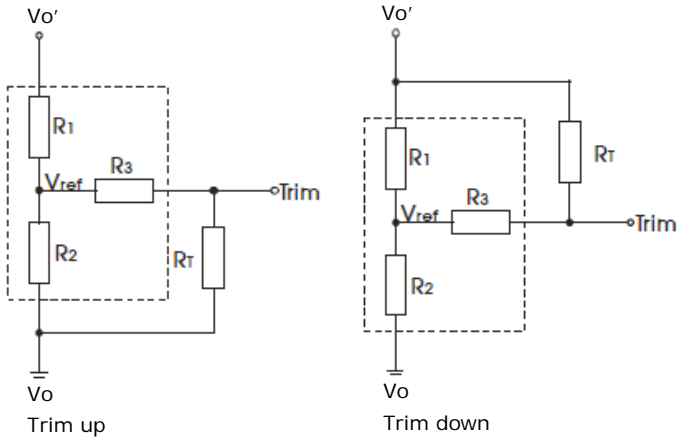 Vo'
R1
R3
Vref
Trim
R2
RT
Vo
Trim up
Vo'
R1
RT
R3
Vref
Trim
R2
Vo
Trim down